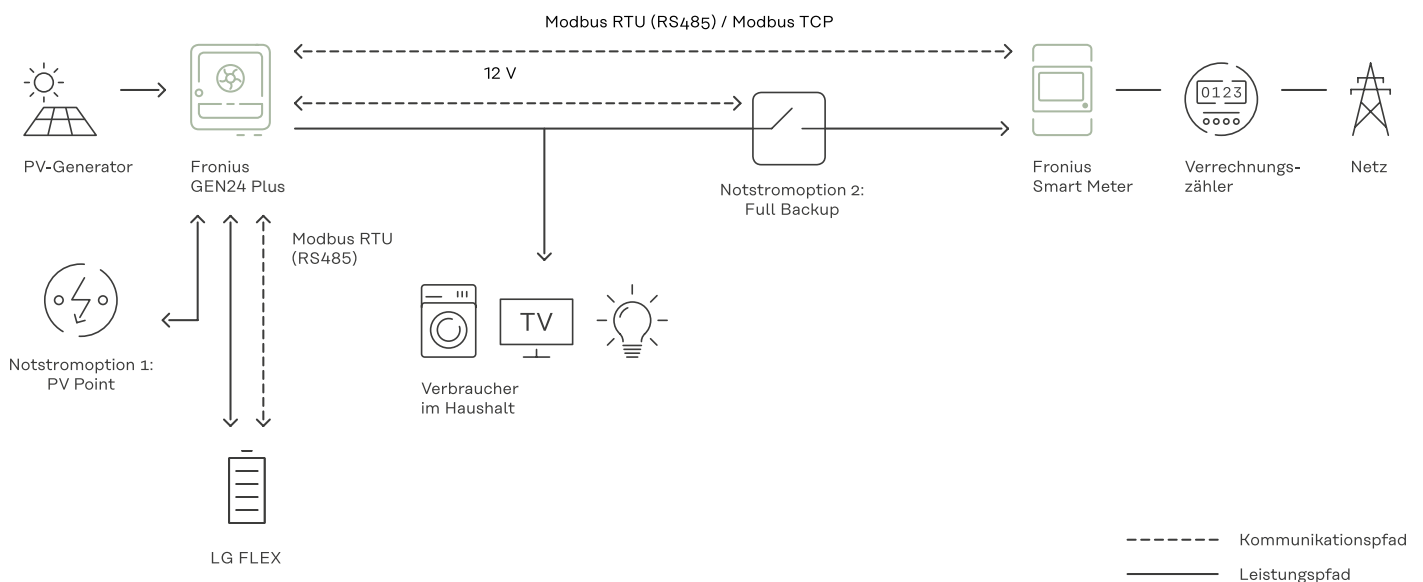 Modbus RTU (RS485) / Modbus TCP
12 V
0123
PV-Generator
Fronius
GEN24 Plus
Notstromoption 2:
Full Backup
Fronius
Smart Meter
Verrechnungs-
zähler
Netz
Modbus RTU
(RS485)
TV
Notstromoption 1:
PV Point
Verbraucher
im Haushalt
LG FLEX
Kommunikationspfad
Leistungspfad